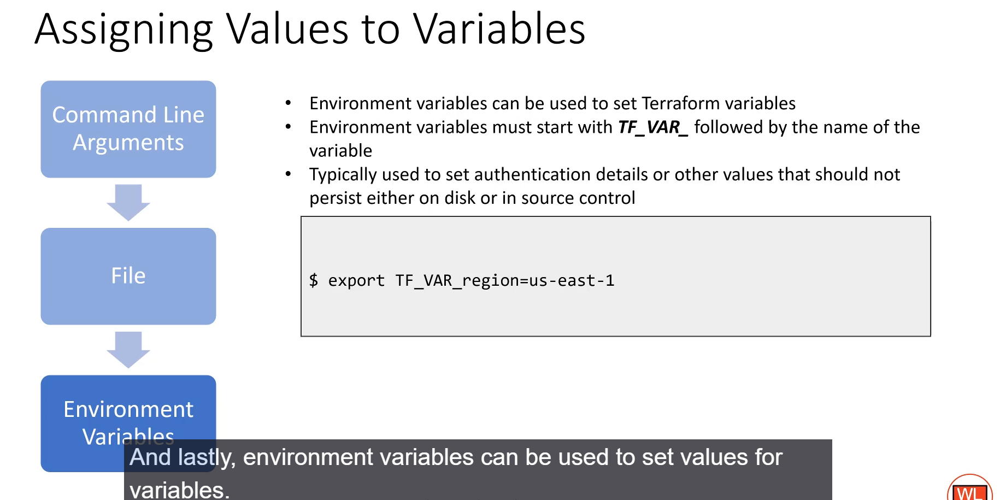 Assigning Values to Variables
Command Line
Arguments
File
Environment
Variables
• Environment variables can be used to set Terraform variables
• Environment variables must start with TF_VAR_ followed by the name of the
variable
• Typically used to set authentication details or other values that should not
persist either on disk or in source control
$ export TF_VAR_region=us-east-1
And lastly, environment variables can be used to set values for
variables.
WL